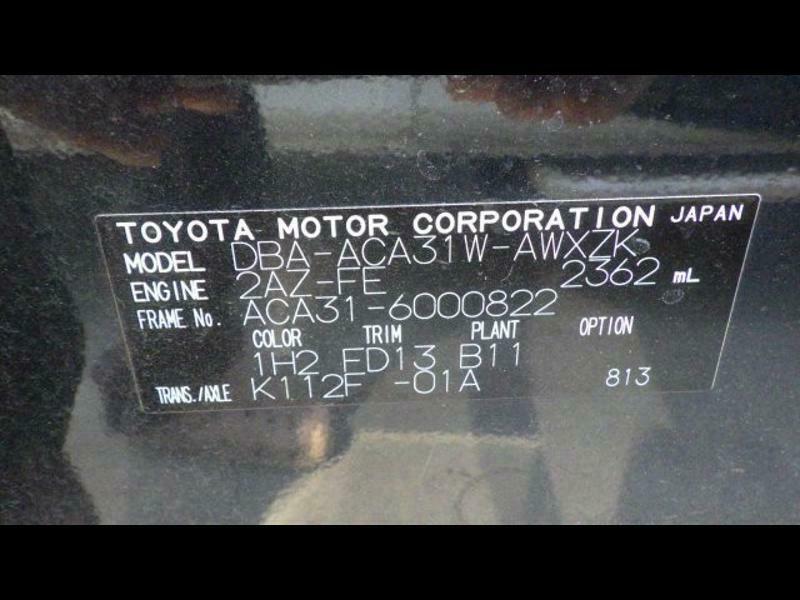 TOYOTA MOTOR CORPORATION JAPAN
MODEL DBA-ACA31W-AWXZK
ENGINE 2AZ-FE 2362 mL
FRAME No. ACA31-6000822
COLOR TRIM PLANT OPTION
1H2 FD13 B11
TRANS./AXLE K112F -01A 813